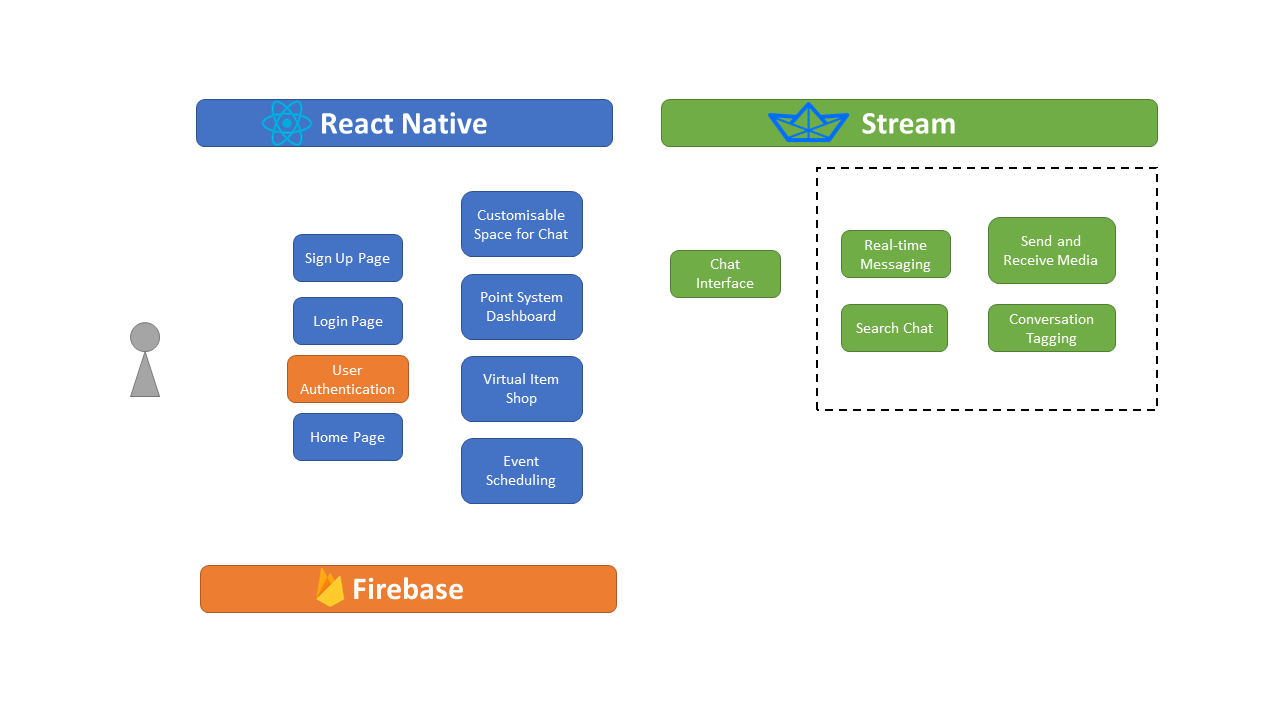 React Native
Stream
Sign Up Page
Login Page
User
Authentication
Home Page
Customisable
Space for Chat
Point System
Dashboard
Virtual Item
Shop
Event
Scheduling
Chat
Interface
Real-time
Messaging
Send and
Receive Media
Search Chat
Conversation
Tagging
Firebase